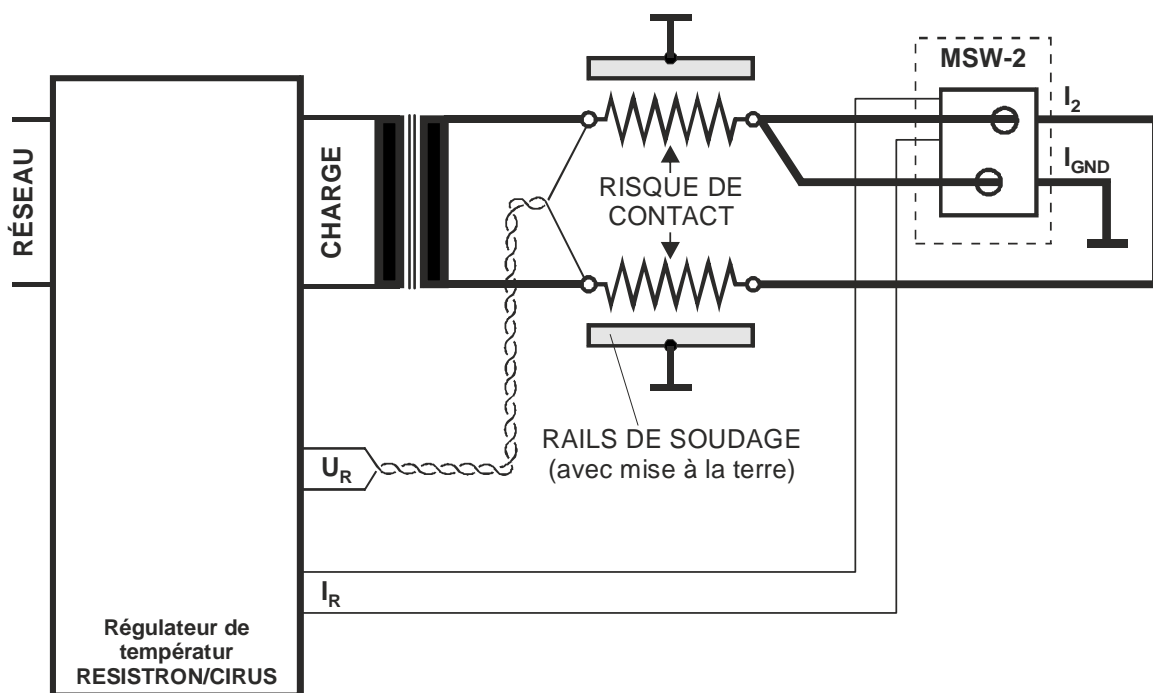 MSW-2
I2
IGND
RÉSEAU
CHARGE
RISQUE DE
CONTACT
RAILS DE SOUDAGE
(avec mise à la terre)
UR
IR
Régulateur de
températur
RESISTRON/CIRUS